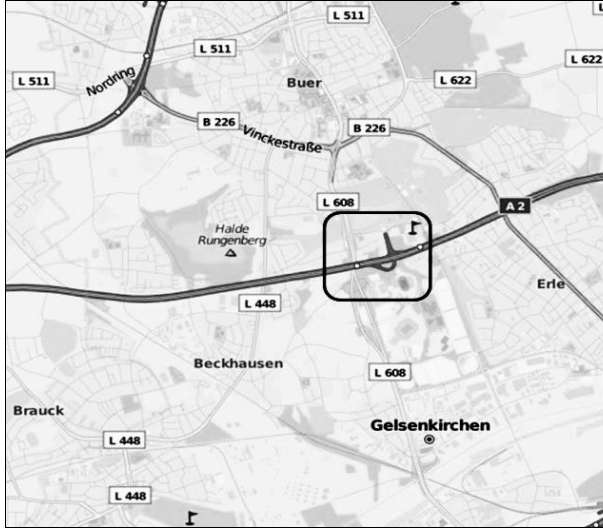 L 511
L
L 511
L 511
L 622
L 622
Nordring
Buer
B 226
Vinckestraße
B 226
L 608
A 2
Halde
Rungenberg
Erle
L 448
Beckhausen
L 608
Brauck
Gelsenkirchen
L 448
L 448